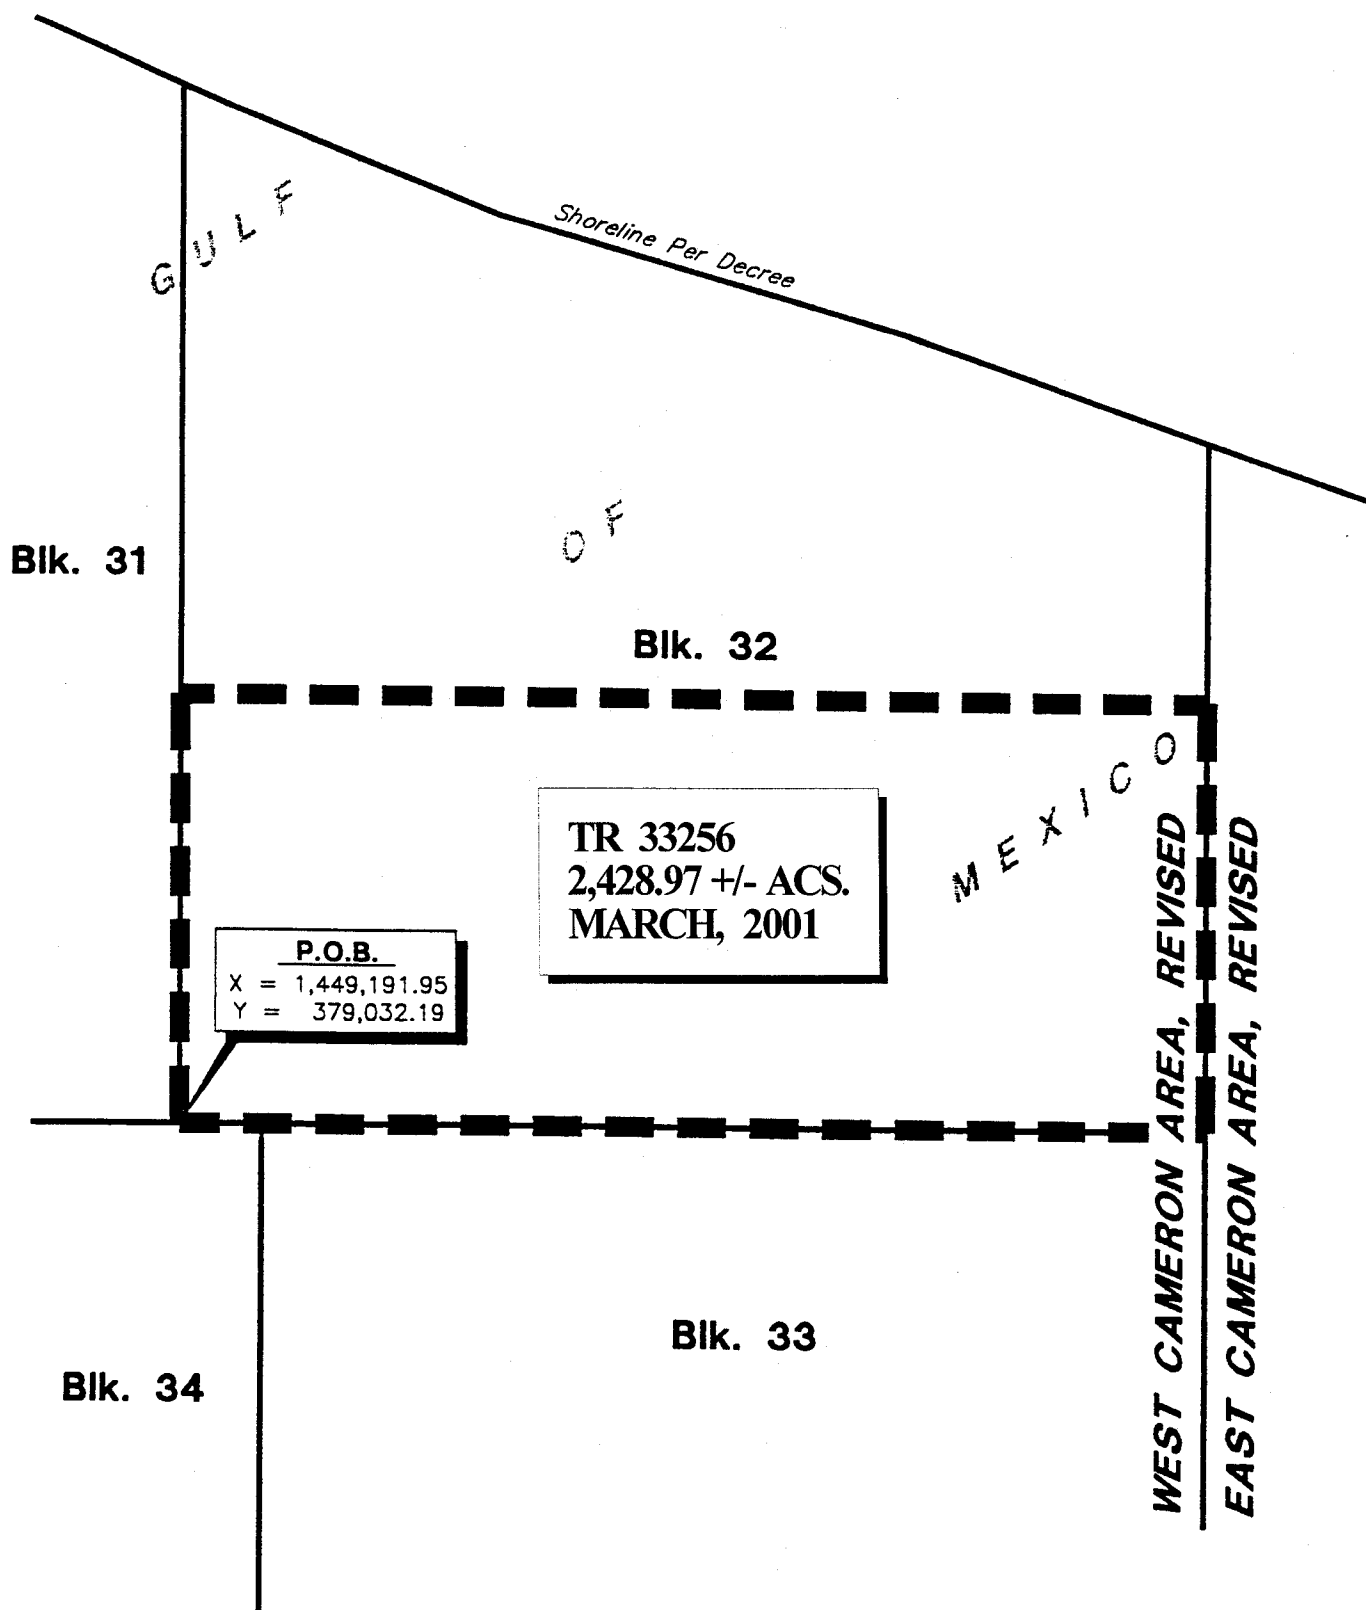 GULF
Shoreline Per Decree
OF
Blk. 31
Blk. 32
MEXICO
TR 33256
2,428.97 +/- ACS.
MARCH, 2001
P.O.B.
X = 1,449,191.95
Y = 379,032.19
WEST CAMERON AREA, REVISED
EAST CAMERON AREA, REVISED
Blk. 33
Blk. 34